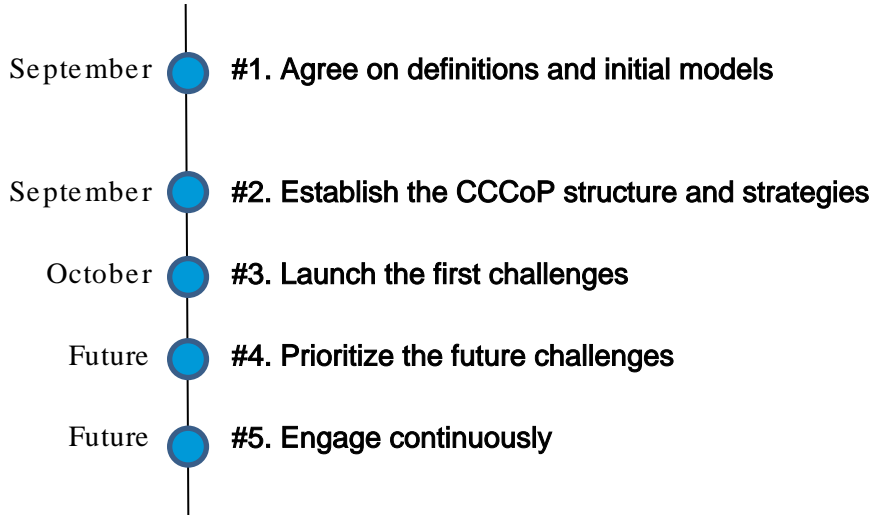 September #1. Agree on definitions and initial models
September #2. Establish the CCCoP structure and strategies
October #3. Launch the first challenges
Future #4. Prioritize the future challenges
Future #5. Engage continuously